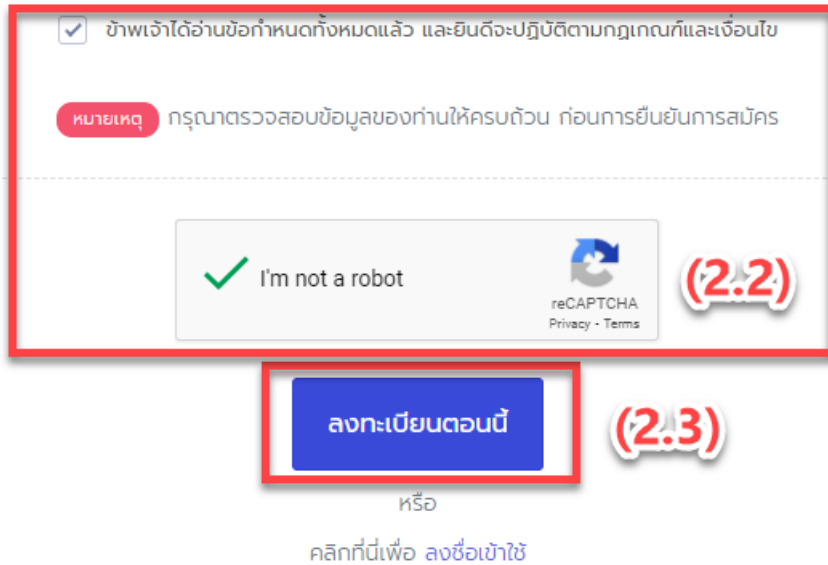 ข้าพเจ้าได้อ่านข้อกำหนดทั้งหมดแล้ว และยินดีจะปฏิบัติตามกฎเกณฑ์และเงื่อนไข
หมายเหตุ กรุณาตรวจสอบข้อมูลของท่านให้ครบถ้วน ก่อนการยืนยันการสมัคร
I'm not a robot
reCAPTCHA
Privacy - Terms
(2.2)
ลงทะเบียนตอนนี้
(2.3)
หรือ
คลิกที่นี่เพื่อ ลงชื่อเข้าใช้